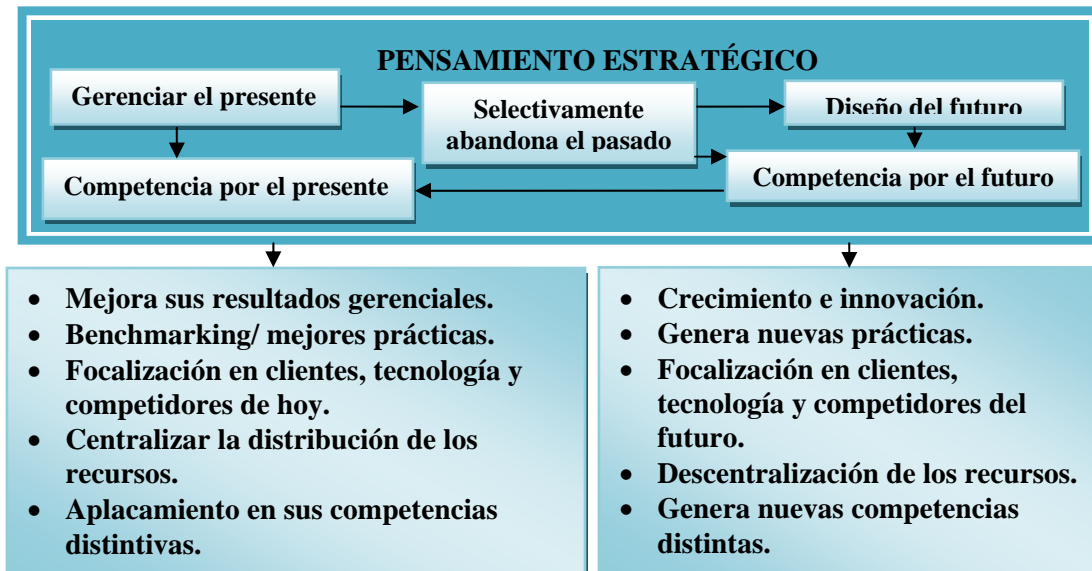 PENSAMIENTO ESTRATÉGICO
Gerenciar el presente
Selectivamente
abandona el pasado
Diseño del futuro
Competencia por el presente
Competencia por el futuro
• Mejora sus resultados gerenciales.
• Benchmarking/ mejores prácticas.
• Focalización en clientes, tecnología y
competidores de hoy.
• Centralizar la distribución de los
recursos.
• Aplacamiento en sus competencias
distintivas.
• Crecimiento e innovación.
• Genera nuevas prácticas.
• Focalización en clientes,
tecnología y competidores del
futuro.
• Descentralización de los recursos.
• Genera nuevas competencias
distintas.